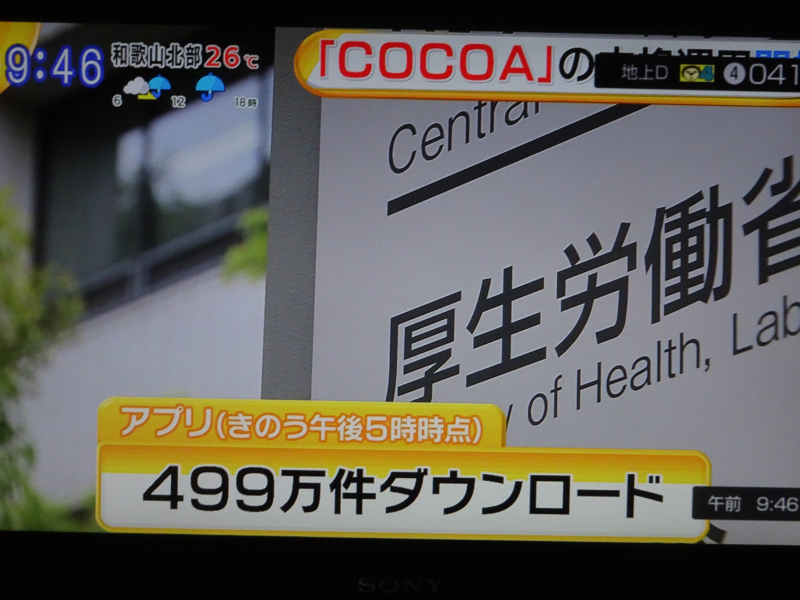 9:46 和歌山北部 26℃
6 12 18時
「COCOA」の
地上D 4 041
Central
厚生労働省
y of Health, Lab
アプリ(きのう午後5時時点)
499万件ダウンロード
午前 9:46
SONY